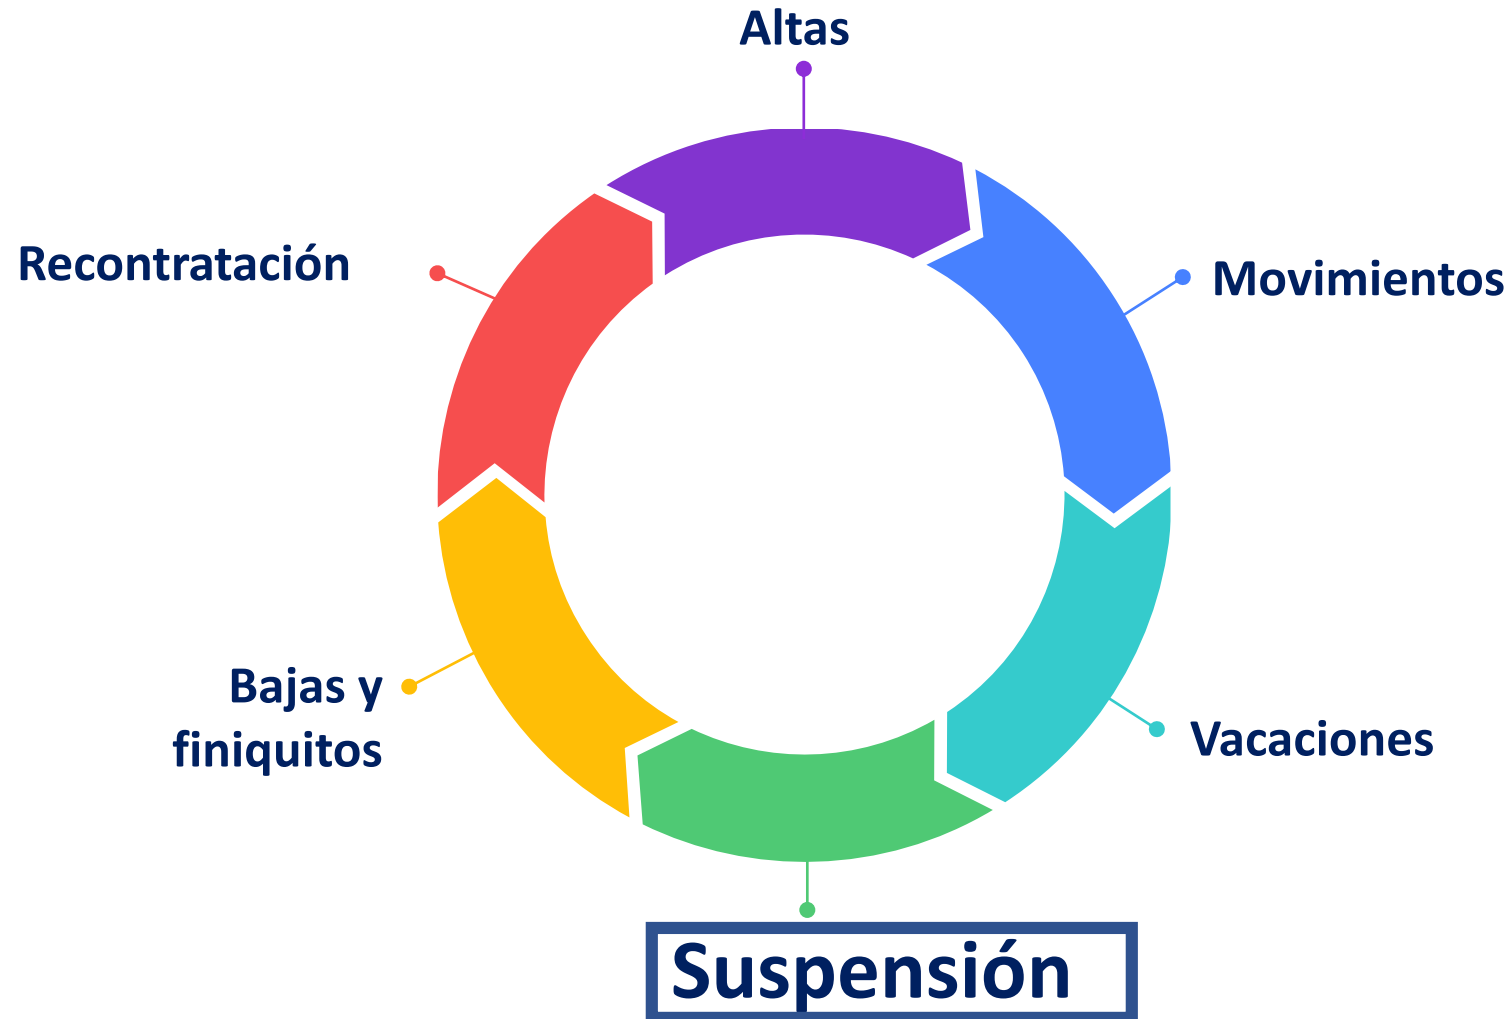 Altas
Movimientos
Vacaciones
Suspensión
Bajas y
finiquitos
Recontratación